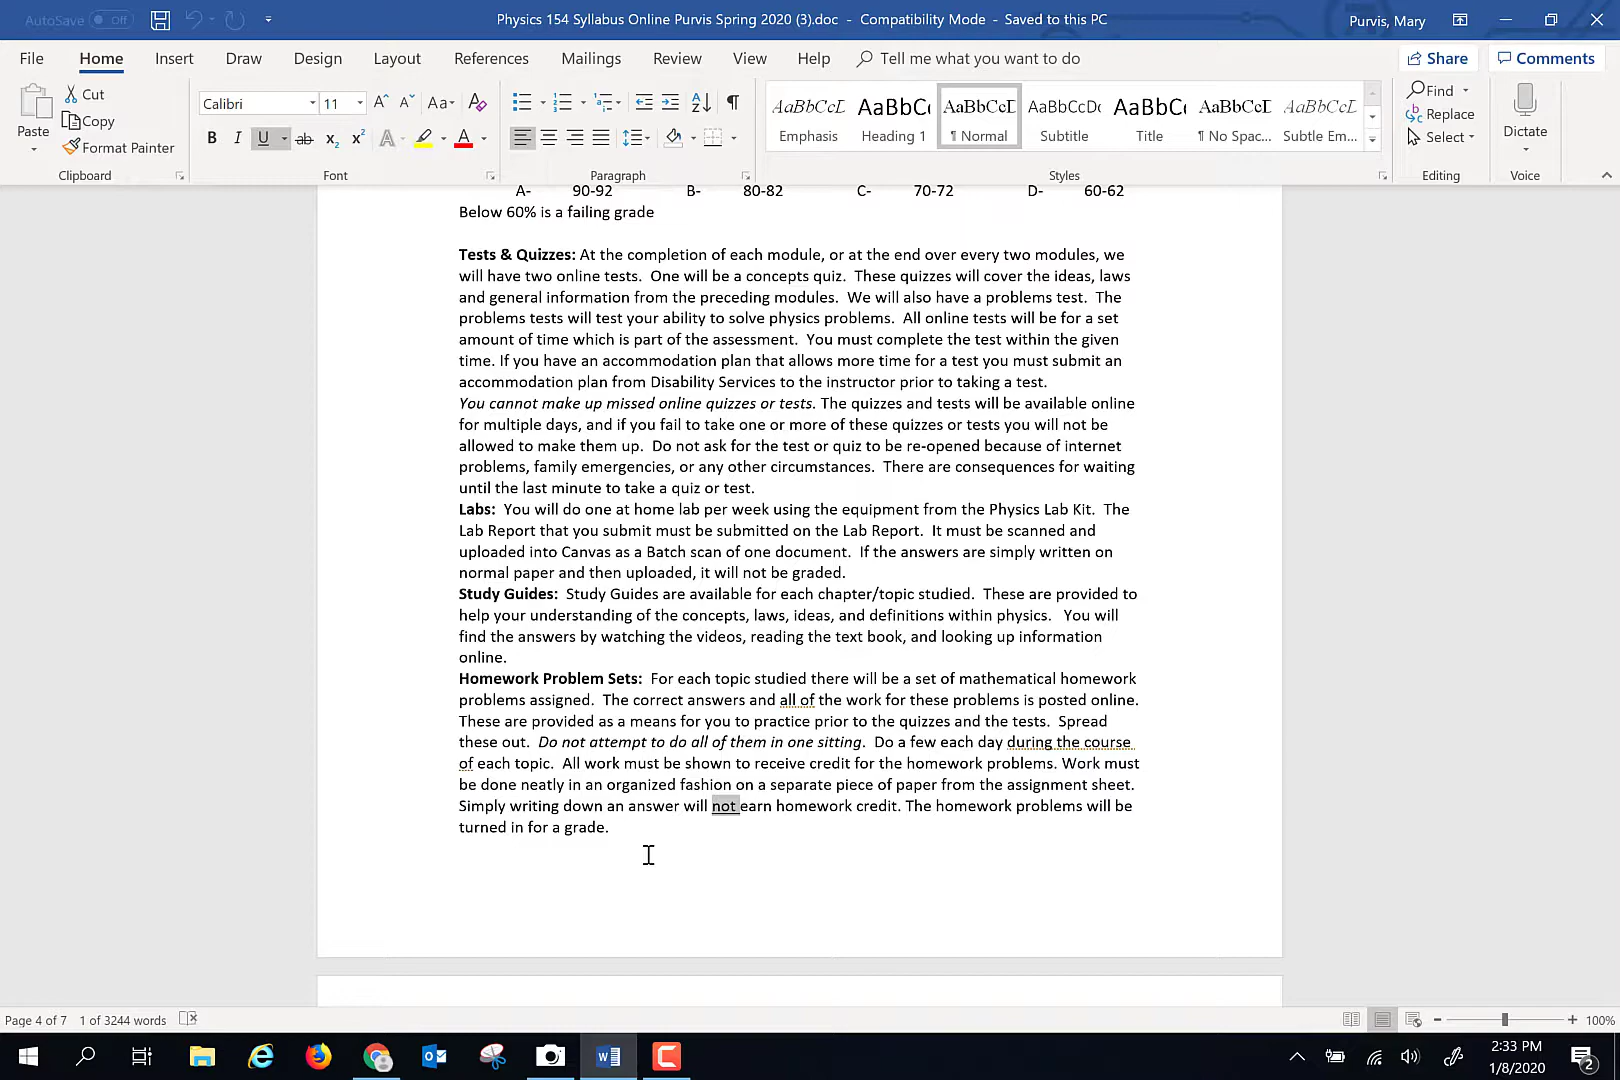 AutoSave Off
Physics 154 Syllabus Online Purvis Spring 2020 (3).doc - Compatibility Mode - Saved to this PC
Purvis, Mary
File Home Insert Draw Design Layout References Mailings Review View Help Tell me what you want to do
Share Comments
Paste
Cut
Copy
Format Painter
Clipboard
Calibri 11
Font
Paragraph
AaBbCcL Emphasis
AaBbC Heading 1
AaBbCcL ¶ Normal
AaBbCcDc Subtitle
AaBbC Title
AaBbCcL ¶ No Spac...
AaBbCcL Subtle Em...
Styles
Find
Replace
Select
Editing
Dictate
Voice
A- 90-92 B- 80-82 C- 70-72 D- 60-62
Below 60% is a failing grade
Tests & Quizzes: At the completion of each module, or at the end over every two modules, we
will have two online tests. One will be a concepts quiz. These quizzes will cover the ideas, laws
and general information from the preceding modules. We will also have a problems test. The
problems tests will test your ability to solve physics problems. All online tests will be for a set
amount of time which is part of the assessment. You must complete the test within the given
time. If you have an accommodation plan that allows more time for a test you must submit an
accommodation plan from Disability Services to the instructor prior to taking a test.
You cannot make up missed online quizzes or tests. The quizzes and tests will be available online
for multiple days, and if you fail to take one or more of these quizzes or tests you will not be
allowed to make them up. Do not ask for the test or quiz to be re-opened because of internet
problems, family emergencies, or any other circumstances. There are consequences for waiting
until the last minute to take a quiz or test.
Labs: You will do one at home lab per week using the equipment from the Physics Lab Kit. The
Lab Report that you submit must be submitted on the Lab Report. It must be scanned and
uploaded into Canvas as a Batch scan of one document. If the answers are simply written on
normal paper and then uploaded, it will not be graded.
Study Guides: Study Guides are available for each chapter/topic studied. These are provided to
help your understanding of the concepts, laws, ideas, and definitions within physics. You will
find the answers by watching the videos, reading the text book, and looking up information
online.
Homework Problem Sets: For each topic studied there will be a set of mathematical homework
problems assigned. The correct answers and all of the work for these problems is posted online.
These are provided as a means for you to practice prior to the quizzes and the tests. Spread
these out. Do not attempt to do all of them in one sitting. Do a few each day during the course
of each topic. All work must be shown to receive credit for the homework problems. Work must
be done neatly in an organized fashion on a separate piece of paper from the assignment sheet.
Simply writing down an answer will not earn homework credit. The homework problems will be
turned in for a grade.
Page 4 of 7 1 of 3244 words
100%
2:33 PM
1/8/2020
2